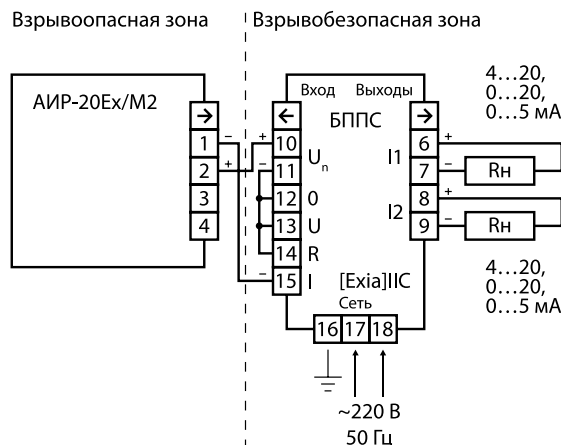 Взрывоопасная зона
Взрывобезопасная зона
АИР-20Ex/М2
1 −
2 +
3
4
Вход Выходы
БППС
+ 10 Un
− 11
12 0
13 U
14 R
− 15 I
I1 6 +
7 − Rн
I2 8 +
9 − Rн
4...20,
0...20,
0...5 мА
4...20,
0...20,
0...5 мА
[Exia]IIC
Сеть
16 17 18
~220 В
50 Гц